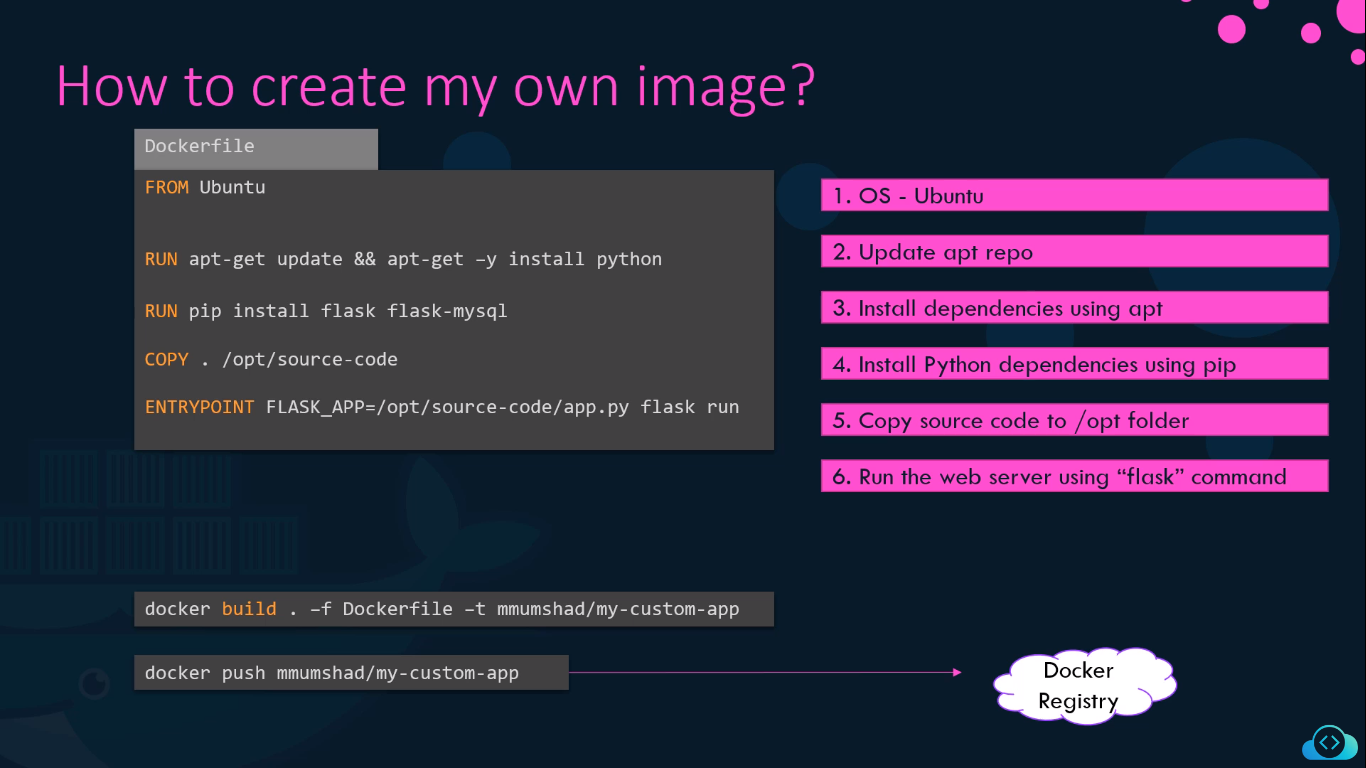 How to create my own image?
Dockerfile
FROM Ubuntu
RUN apt-get update && apt-get –y install python
RUN pip install flask flask-mysql
COPY . /opt/source-code
ENTRYPOINT FLASK_APP=/opt/source-code/app.py flask run
1. OS - Ubuntu
2. Update apt repo
3. Install dependencies using apt
4. Install Python dependencies using pip
5. Copy source code to /opt folder
6. Run the web server using “flask” command
docker build . –f Dockerfile –t mmumshad/my-custom-app
docker push mmumshad/my-custom-app
Docker
Registry